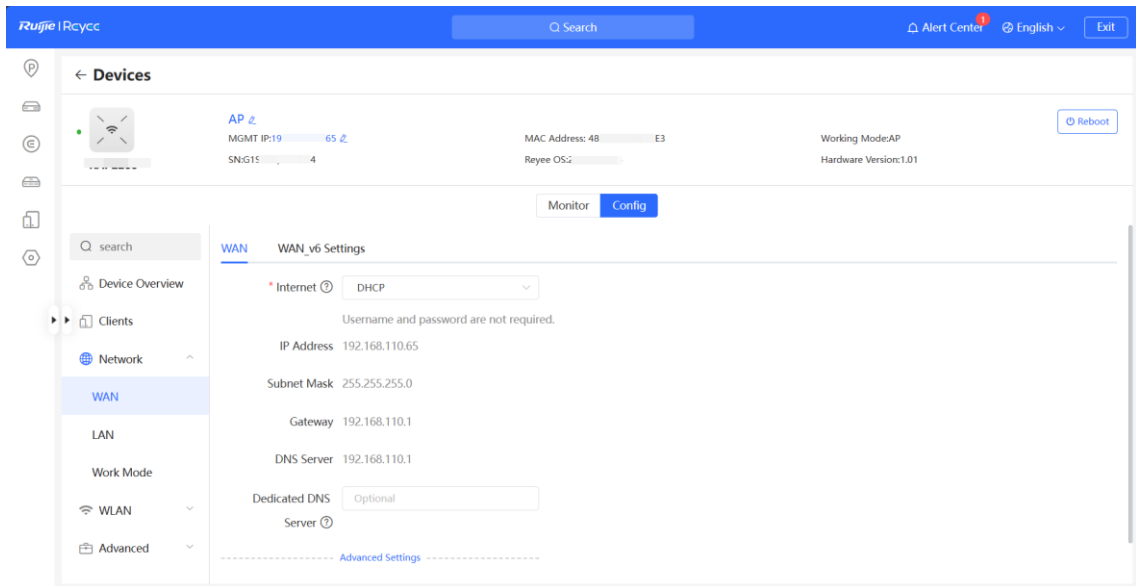 Ruijie | Rcycc
Search
Alert Center
1
English
Exit
Devices
AP
MGMT IP:19 65
MAC Address: 48 E3
Working Mode:AP
Reboot
SN:G1S 4
Reyee OS:2
Hardware Version:1.01
Monitor
Config
search
Device Overview
Clients
Network
WAN
LAN
Work Mode
WLAN
Advanced
WAN
WAN_v6 Settings
* Internet
DHCP
Username and password are not required.
IP Address 192.168.110.65
Subnet Mask 255.255.255.0
Gateway 192.168.110.1
DNS Server 192.168.110.1
Dedicated DNS
Server
Optional
Advanced Settings